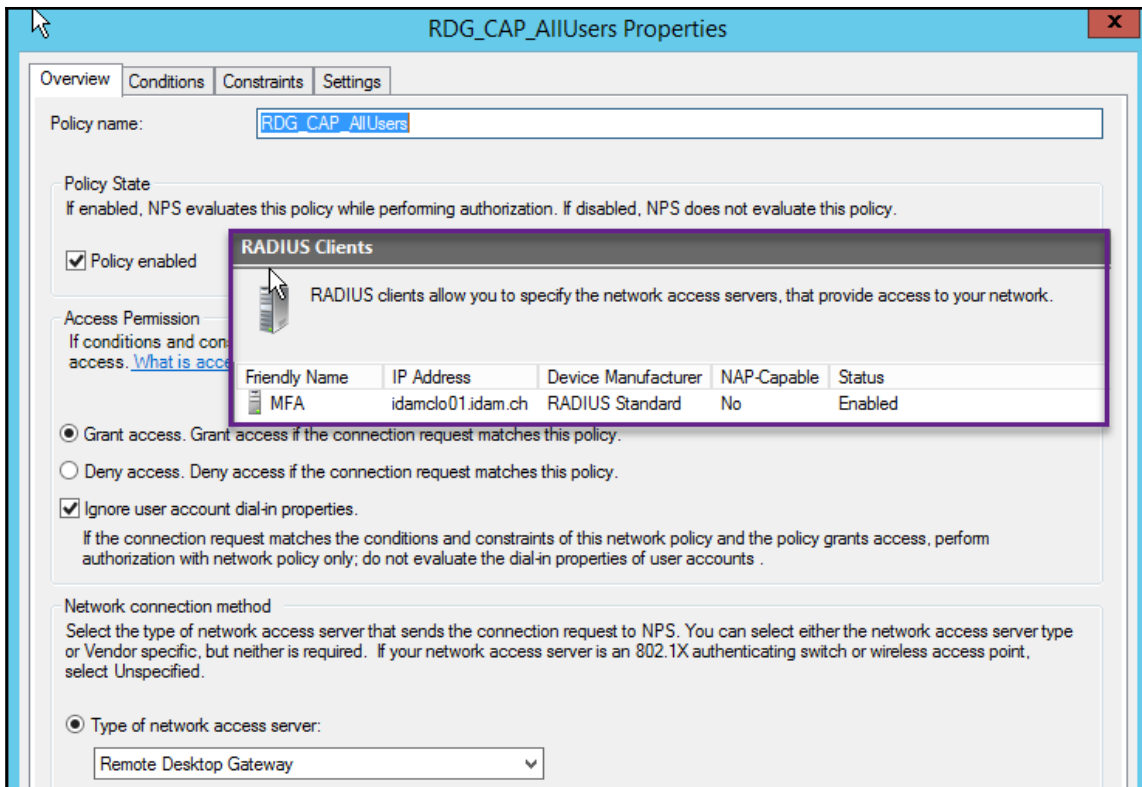 RDG_CAP_AllUsers Properties
x
Overview Conditions Constraints Settings
Policy name: RDG_CAP_AllUsers
Policy State
If enabled, NPS evaluates this policy while performing authorization. If disabled, NPS does not evaluate this policy.
Policy enabled
RADIUS Clients
RADIUS clients allow you to specify the network access servers, that provide access to your network.
Friendly Name IP Address Device Manufacturer NAP-Capable Status
MFA idamclo01.idam.ch RADIUS Standard No Enabled
Access Permission
If conditions and con
access. What is acce
Grant access. Grant access if the connection request matches this policy.
Deny access. Deny access if the connection request matches this policy.
Ignore user account dial-in properties.
If the connection request matches the conditions and constraints of this network policy and the policy grants access, perform
authorization with network policy only; do not evaluate the dial-in properties of user accounts .
Network connection method
Select the type of network access server that sends the connection request to NPS. You can select either the network access server type
or Vendor specific, but neither is required. If your network access server is an 802.1X authenticating switch or wireless access point,
select Unspecified.
Type of network access server:
Remote Desktop Gateway